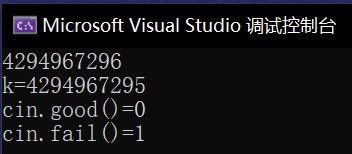 Microsoft Visual Studio 调试控制台
4294967296
k=4294967295
cin.good()=0
cin.fail()=1